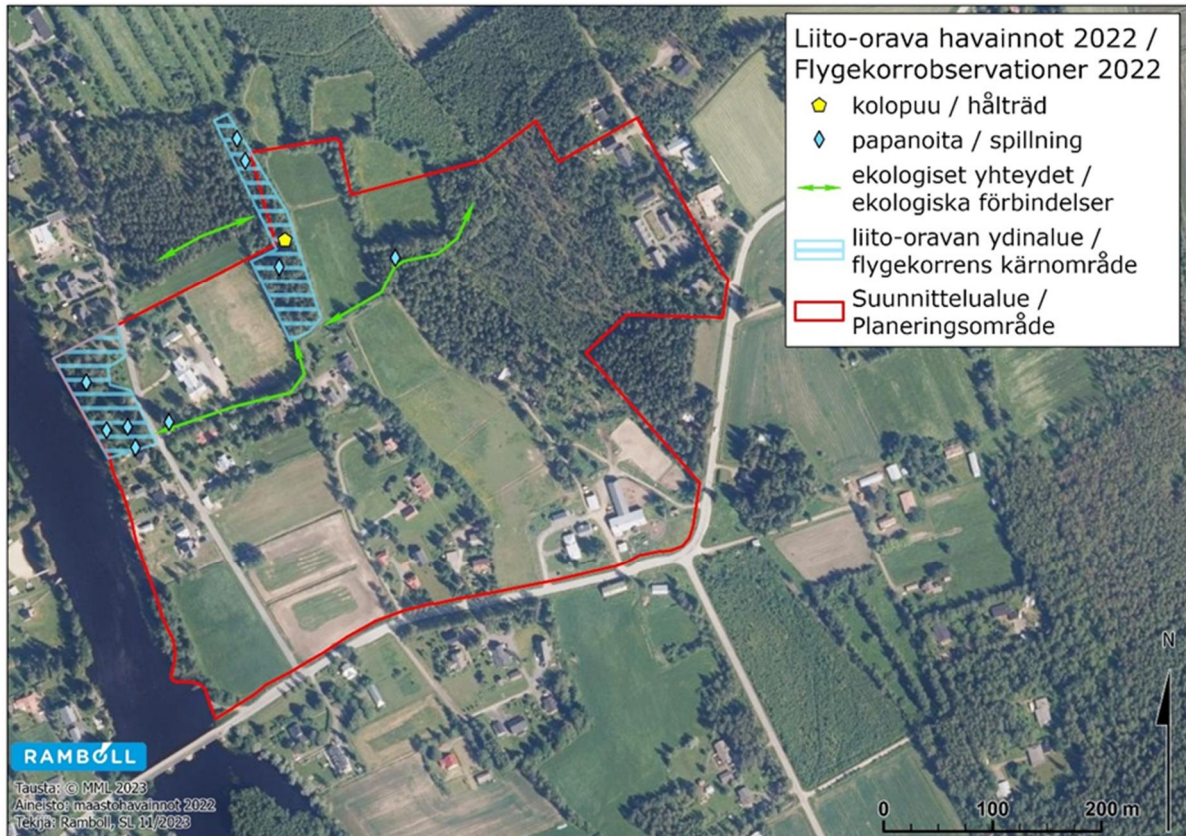 Liito-orava havainnot 2022 /
Flygekorrobservationer 2022
kolopuu / hålträd
papanoita / spillning
ekologiset yhteydet /
ekologiska förbindelser
liito-oravan ydinalue /
flygekorrens kärnområde
Suunnittelualue /
Planeringsområde
N
RAMBOLL
Tausta: © MML 2023
Aineisto: maastohavainnot 2022
Tekijä: Ramboll, SL 11/2023
0 100 200 m